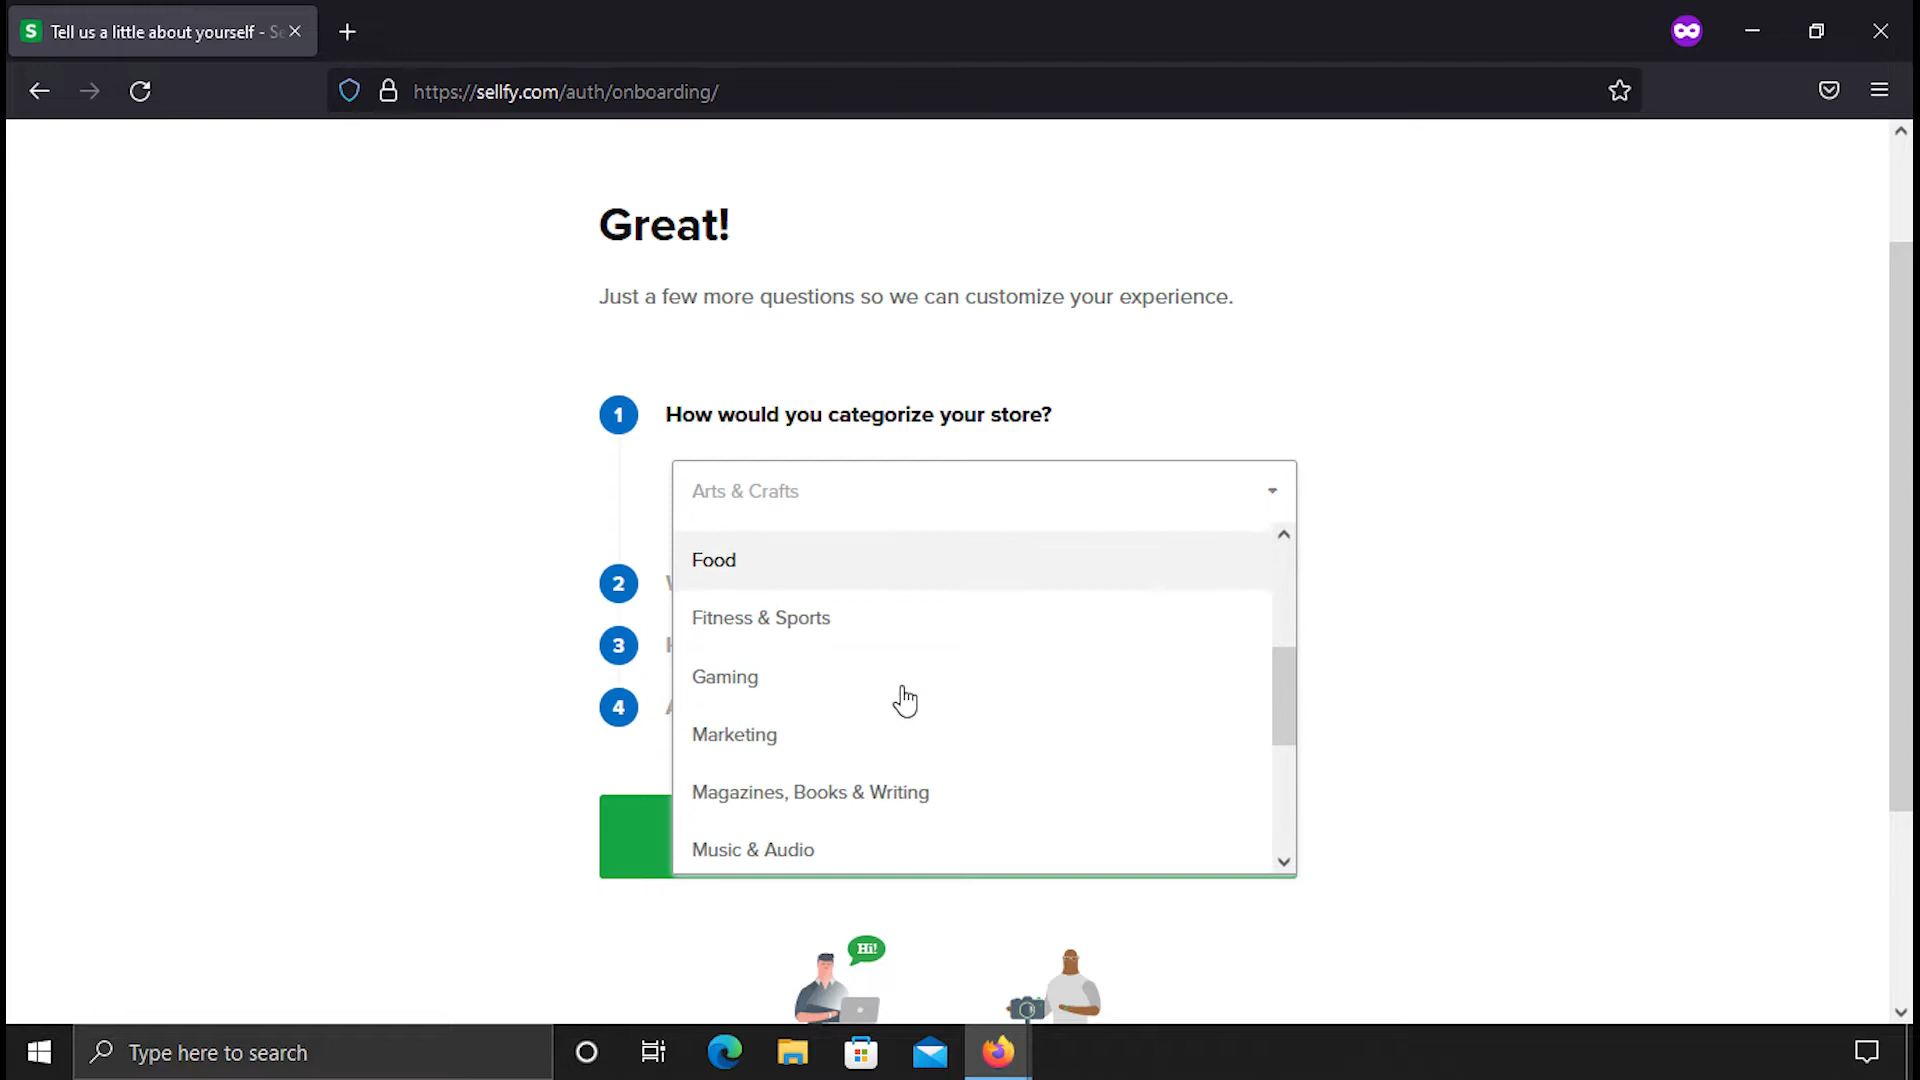 S Tell us a little about yourself - Se
https://sellfy.com/auth/onboarding/
Great!
Just a few more questions so we can customize your experience.
1 How would you categorize your store?
Arts & Crafts
Food
2
Fitness & Sports
3
Gaming
4
Marketing
Magazines, Books & Writing
Music & Audio
Hi!
Type here to search